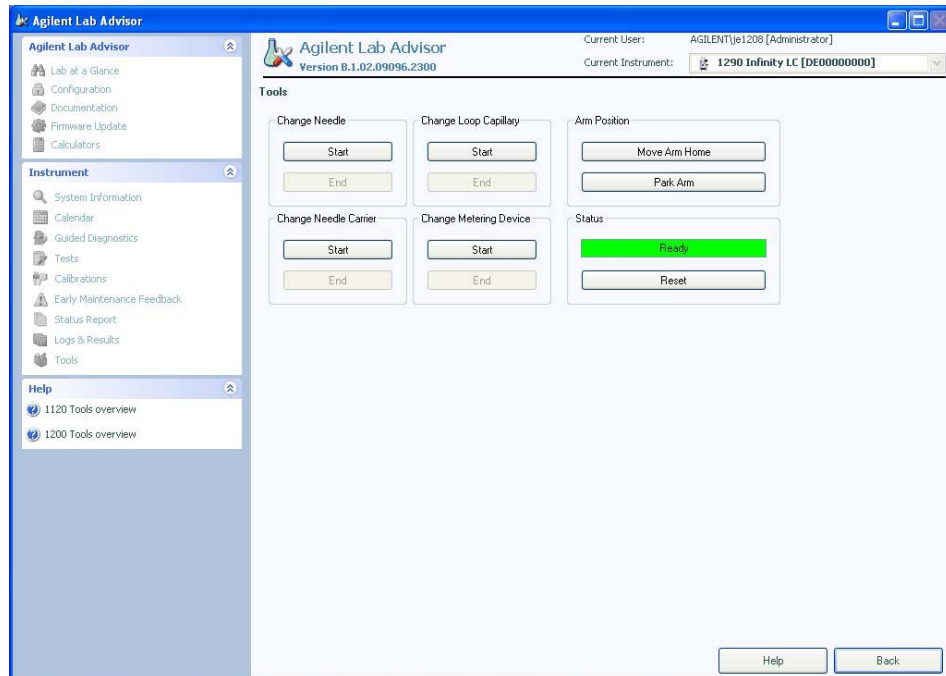 Agilent Lab Advisor
Agilent Lab Advisor
Lab at a Glance
Configuration
Documentation
Firmware Update
Calculators
Instrument
System Information
Calendar
Guided Diagnostics
Tests
Calibrations
Early Maintenance Feedback
Status Report
Logs & Results
Tools
Help
1120 Tools overview
1200 Tools overview
Agilent Lab Advisor
Version B.1.02.09096.2300
Current User: AGILENT\je1208 [Administrator]
Current Instrument: 1290 Infinity LC [DE00000000]
Tools
Change Needle
Start
End
Change Loop Capillary
Start
End
Arm Position
Move Arm Home
Park Arm
Change Needle Carrier
Start
End
Change Metering Device
Start
End
Status
Ready
Reset
Help
Back